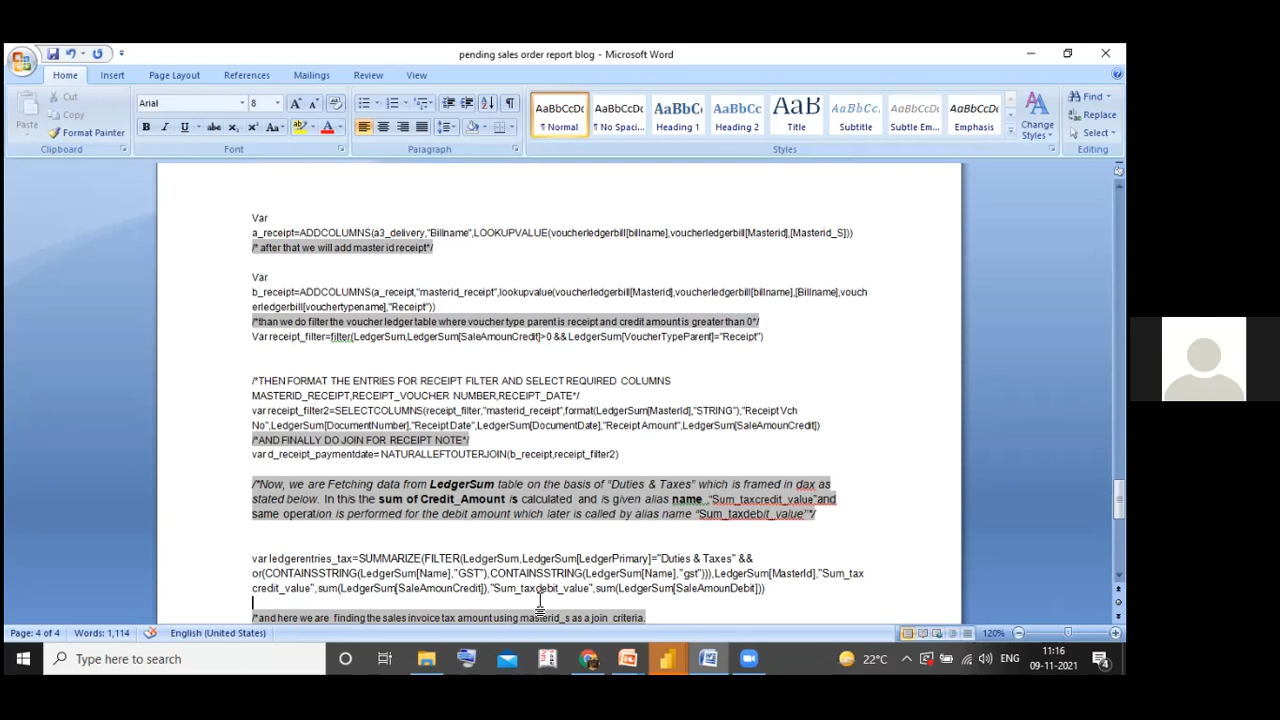 pending sales order report blog - Microsoft Word
Home Insert Page Layout References Mailings Review View
Cut
Copy
Paste
Format Painter
Clipboard
Arial 8
Font
Paragraph
AaBbCcDc AaBbCcDc AaBbC AaBbCc AaB AaBbCc. AaBbCcDc AaBbCcDc
¶ Normal ¶ No Spaci... Heading 1 Heading 2 Title Subtitle Subtle Em... Emphasis
Change Styles
Styles
Find
Replace
Select
Editing
Var
a_receipt=ADDCOLUMNS(a3_delivery,"Billname",LOOKUPVALUE(voucherledgerbill[billname],voucherledgerbill[Masterid],[Masterid_S]))
/* after that we will add master id receipt*/
Var
b_receipt=ADDCOLUMNS(a_receipt,"masterid_receipt",lookupvalue(voucherledgerbill[Masterid],voucherledgerbill[billname],[Billname],vouch
erledgerbill[vouchertypename],"Receipt"))
/*than we do filter the voucher ledger table where voucher type parent is receipt and credit amount is greater than 0*/
Var receipt_filter=filter(LedgerSum,LedgerSum[SaleAmounCredit]>0 && LedgerSum[VoucherTypeParent]="Receipt")
/*THEN FORMAT THE ENTRIES FOR RECEIPT FILTER AND SELECT REQUIRED COLUMNS
MASTERID_RECEIPT,RECEIPT_VOUCHER NUMBER,RECEIPT_DATE*/
var receipt_filter2=SELECTCOLUMNS(receipt_filter,"masterid_receipt",format(LedgerSum[MasterId],"STRING"),"Receipt Vch
No",LedgerSum[DocumentNumber],"Receipt Date",LedgerSum[DocumentDate],"Receipt Amount",LedgerSum[SaleAmounCredit])
/*AND FINALLY DO JOIN FOR RECEIPT NOTE*/
var d_receipt_paymentdate= NATURALLEFTOUTERJOIN(b_receipt,receipt_filter2)
/*Now, we are Fetching data from LedgerSum table on the basis of “Duties & Taxes” which is framed in dax as
stated below. In this the sum of Credit_Amount is calculated and is given alias name ,“Sum_taxcredit_value”and
same operation is performed for the debit amount which later is called by alias name “Sum_taxdebit_value”*/
var ledgerentries_tax=SUMMARIZE(FILTER(LedgerSum,LedgerSum[LedgerPrimary]="Duties & Taxes" &&
or(CONTAINSSTRING(LedgerSum[Name],"GST"),CONTAINSSTRING(LedgerSum[Name],"gst"))),LedgerSum[MasterId],"Sum_tax
credit_value",sum(LedgerSum[SaleAmounCredit]),"Sum_taxdebit_value",sum(LedgerSum[SaleAmounDebit]))
/*and here we are finding the sales invoice tax amount using masterid_s as a join criteria.
Page: 4 of 4 Words: 1,114 English (United States) 120%
Type here to search
22°C ENG 11:16
09-11-2021 4